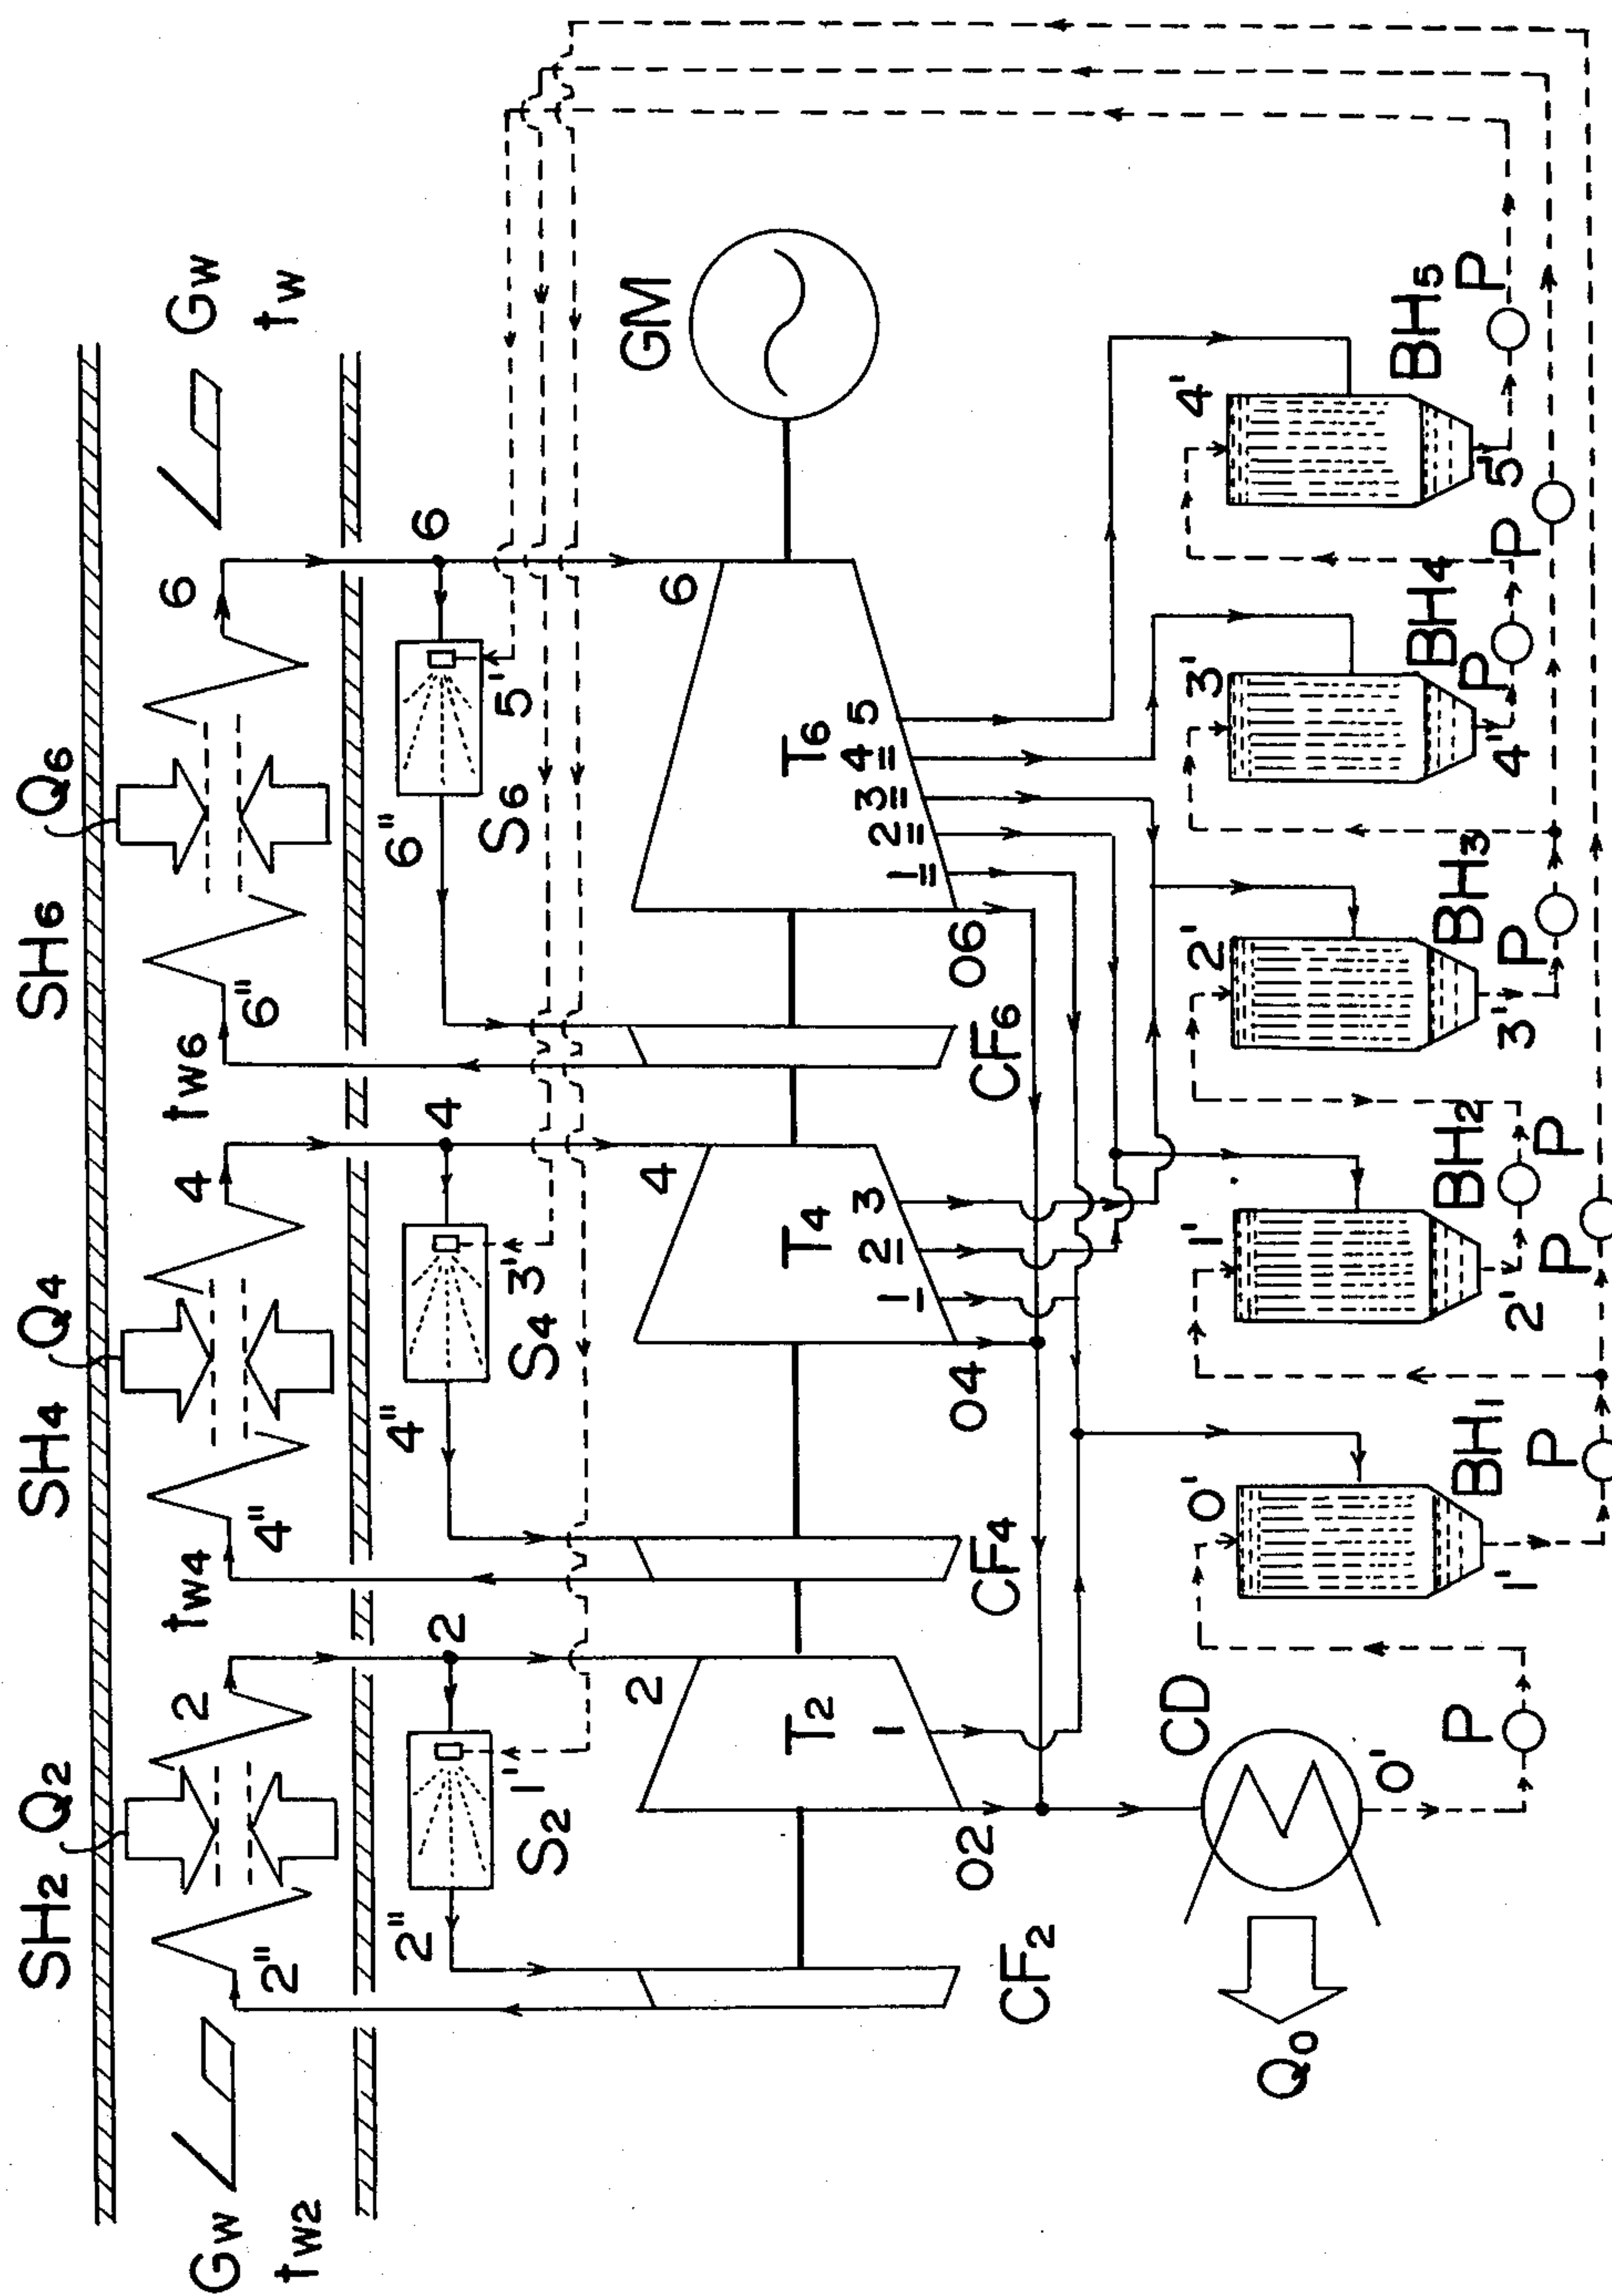 SH2 Q2 SH4 Q4 SH6 Q6
Gw
tw2
2" 2 tw4 4" 4 tw6 6" 6
Gw
tw
2" 2 4" 4 6" 6
S2 1' S4 3' S6 5'
2 4 6
GM
T2 T4 T6
1 1 2 3 1 2 3 4 5
CF2 02 CF4 04 CF6 06
CD
Q0
0'
0' 1' 2' 3' 4'
BH1 BH2 BH3 BH4 BH5
1' 2' 3' 4' 5'
P P P P P P P P